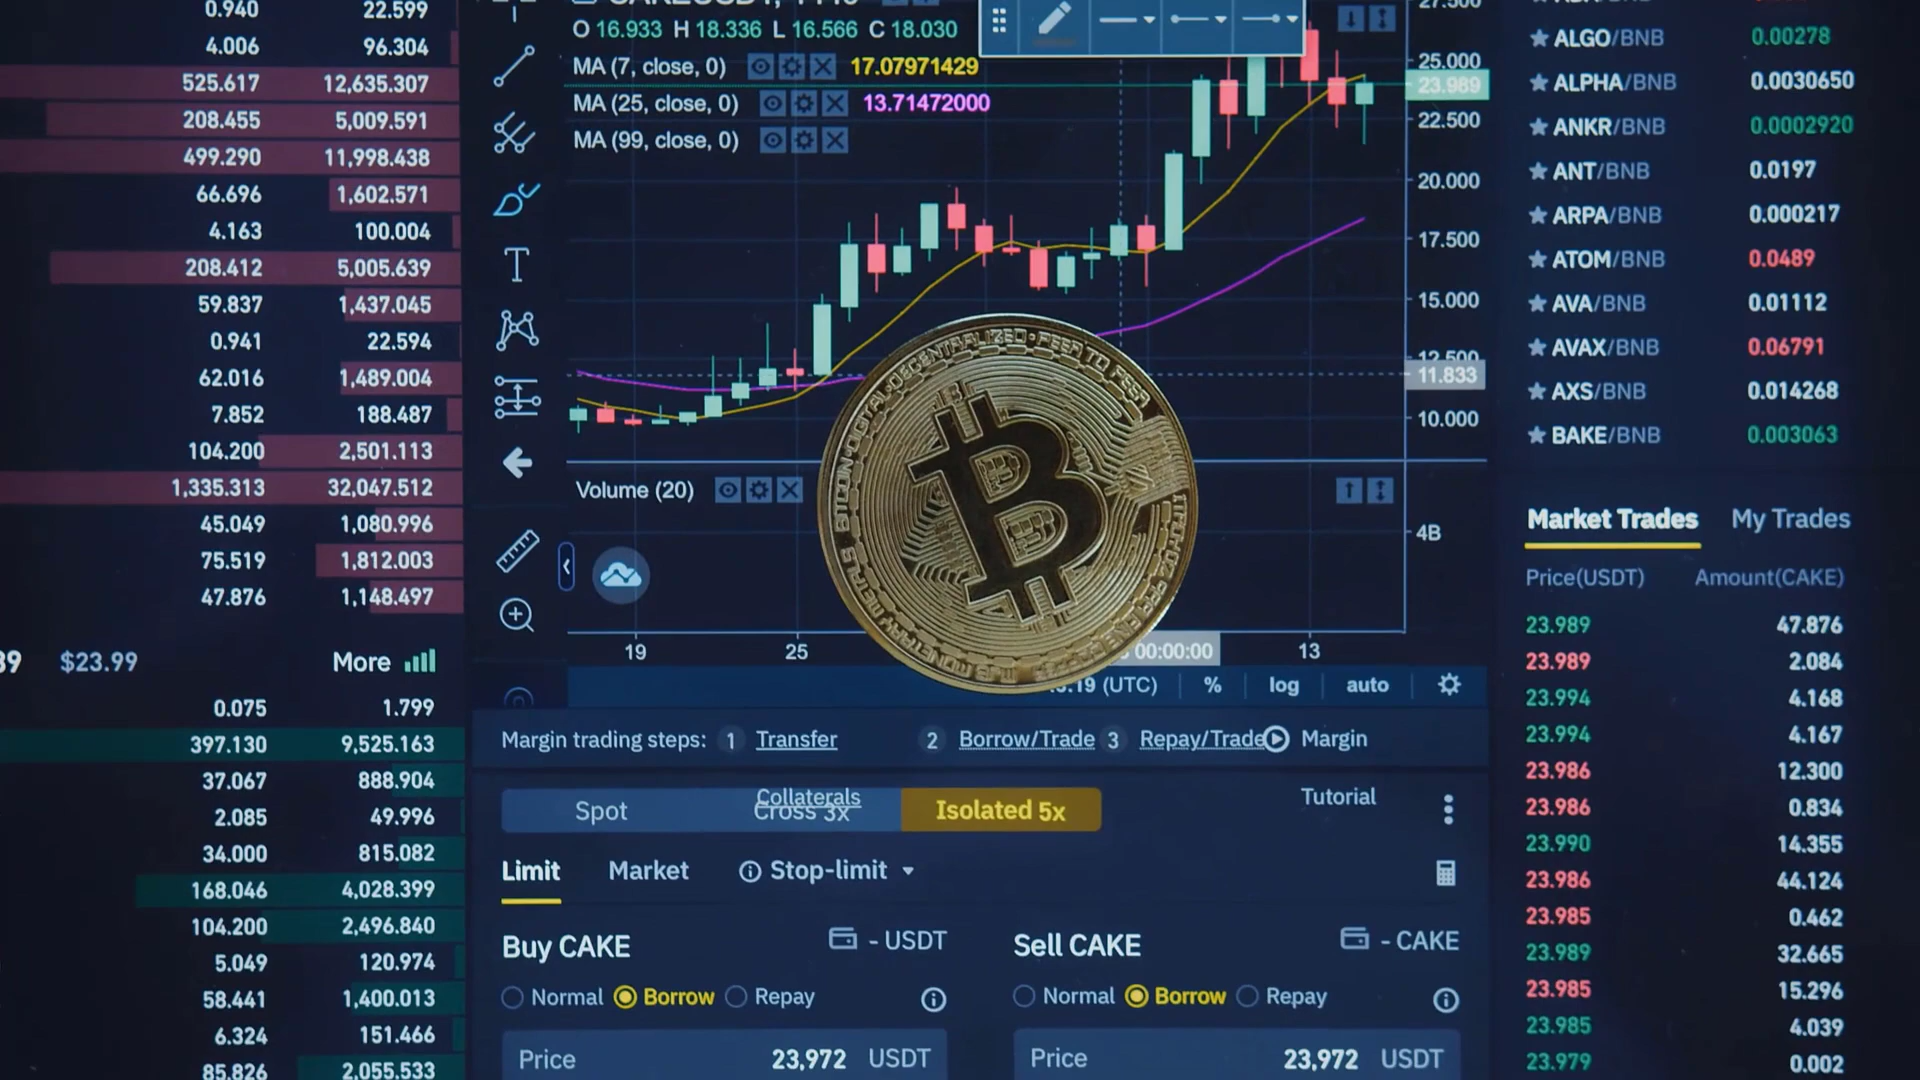 0.940 22.599
4.006 96.304
525.617 12,635.307
208.455 5,009.591
499.290 11,998.438
66.696 1,602.571
4.163 100.004
208.412 5,005.639
59.837 1,437.045
0.941 22.594
62.016 1,489.004
7.852 188.487
104.200 2,501.113
1,335.313 32,047.512
45.049 1,080.996
75.519 1,812.003
47.876 1,148.497
$23.99 More
0.075 1.799
397.130 9,525.163
37.067 888.904
2.085 49.996
34.000 815.082
168.046 4,028.399
104.200 2,496.840
5.049 120.974
58.441 1,400.013
6.324 151.466
85.826 2,055.533
O 16.933 H 18.336 L 16.566 C 18.030
MA (7, close, 0) 17.07971429
MA (25, close, 0) 13.71472000
MA (99, close, 0)
27.500
25.000
23.989
22.500
20.000
17.500
15.000
12.500
11.833
10.000
Volume (20)
4B
19 25 00:00:00 13
BITCOIN • DIGITAL • DECENTRALIZED • PEER TO PEER
B
(UTC) % log auto
Margin trading steps: 1 Transfer 2 Borrow/Trade 3 Repay/Trade Margin
Spot Cross 3x Isolated 5x
Collaterals
Tutorial
Limit Market Stop-limit
Buy CAKE - USDT
Normal Borrow Repay
Price 23,972 USDT
Sell CAKE - CAKE
Normal Borrow Repay
Price 23,972 USDT
ALGO/BNB 0.00278
ALPHA/BNB 0.0030650
ANKR/BNB 0.0002920
ANT/BNB 0.0197
ARPA/BNB 0.000217
ATOM/BNB 0.0489
AVA/BNB 0.01112
AVAX/BNB 0.06791
AXS/BNB 0.014268
BAKE/BNB 0.003063
Market Trades My Trades
Price(USDT) Amount(CAKE)
23.989 47.876
23.989 2.084
23.994 4.168
23.994 4.167
23.986 12.300
23.986 0.834
23.990 14.355
23.986 44.124
23.985 0.462
23.989 32.665
23.985 15.296
23.985 4.039
23.979 0.002